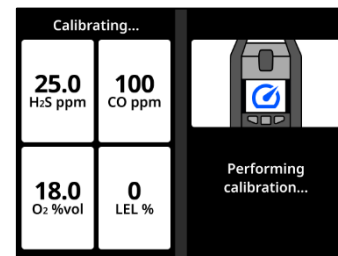 Calibrating...
25.0
H₂S ppm
100
CO ppm
18.0
O₂ %vol
0
LEL %
Performing
calibration...